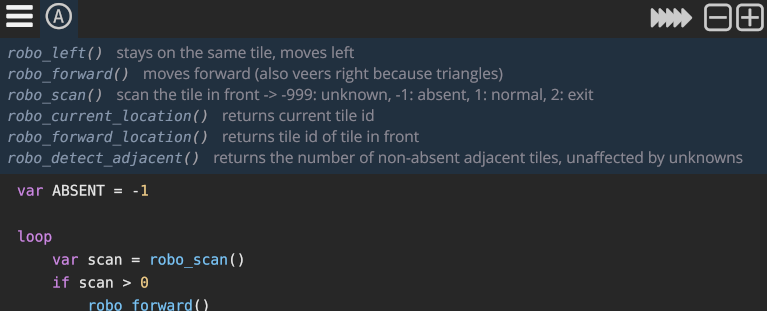 A
robo_left() stays on the same tile, moves left
robo_forward() moves forward (also veers right because triangles)
robo_scan() scan the tile in front -> -999: unknown, -1: absent, 1: normal, 2: exit
robo_current_location() returns current tile id
robo_forward_location() returns tile id of tile in front
robo_detect_adjacent() returns the number of non-absent adjacent tiles, unaffected by unknowns
var ABSENT = -1
loop
var scan = robo_scan()
if scan > 0
robo_forward()